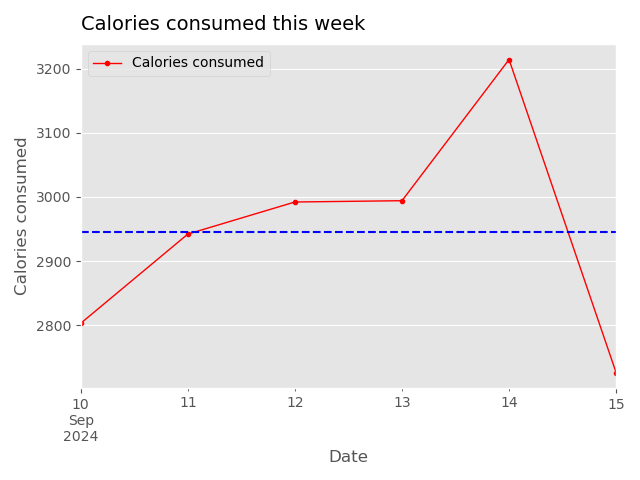 Calories consumed this week
Calories consumed
3200
3100
3000
2900
2800
Calories consumed
10 11 12 13 14 15
Sep
2024
Date